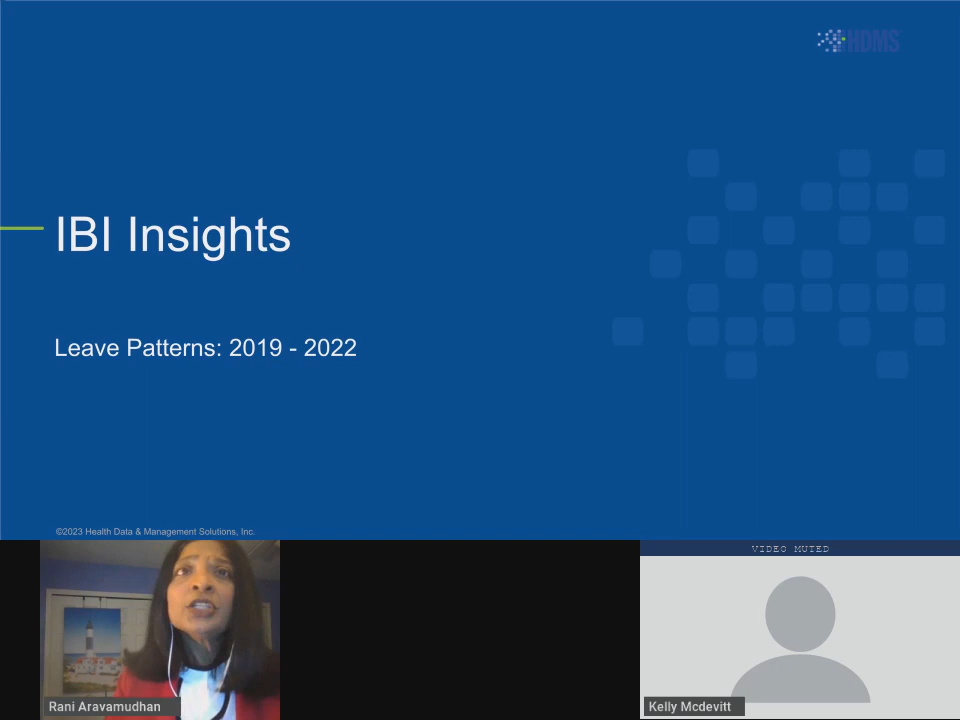 HDMS
IBI Insights
Leave Patterns: 2019 - 2022
©2023 Health Data & Management Solutions, Inc.
VIDEO MUTED
Rani Aravamudhan
Kelly Mcdevitt